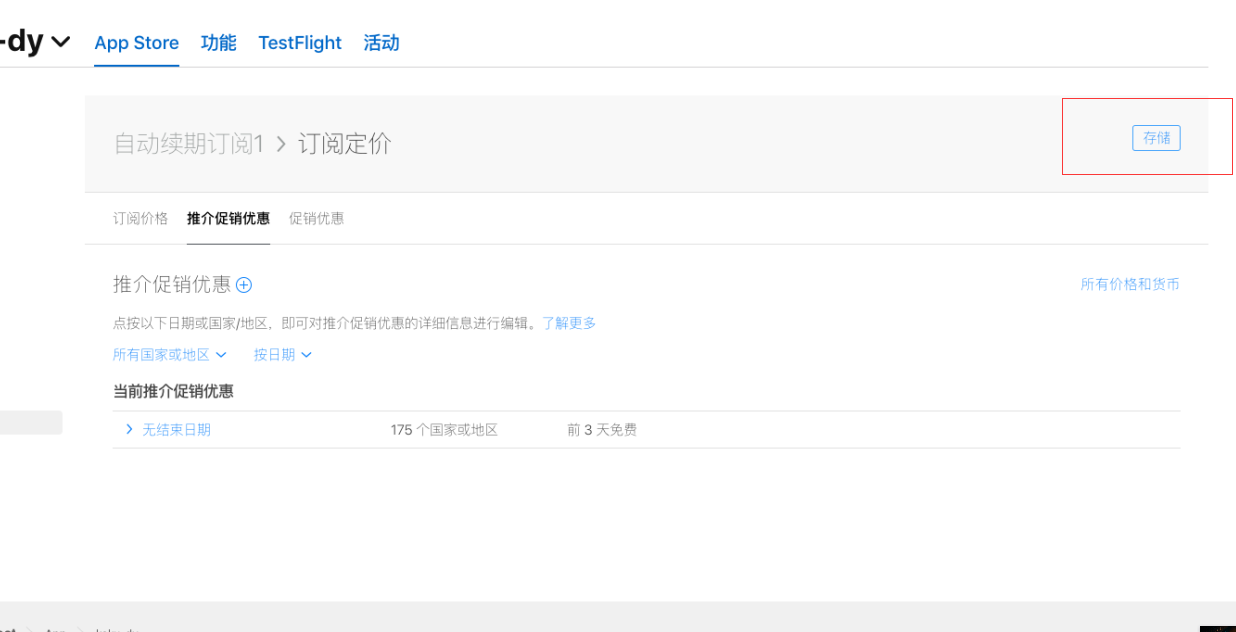 -dy App Store 功能 TestFlight 活动
自动续期订阅1 > 订阅定价 存储
订阅价格 推介促销优惠 促销优惠
推介促销优惠 所有价格和货币
点按以下日期或国家/地区，即可对推介促销优惠的详细信息进行编辑。了解更多
所有国家或地区 按日期
当前推介促销优惠
无结束日期 175 个国家或地区 前 3 天免费